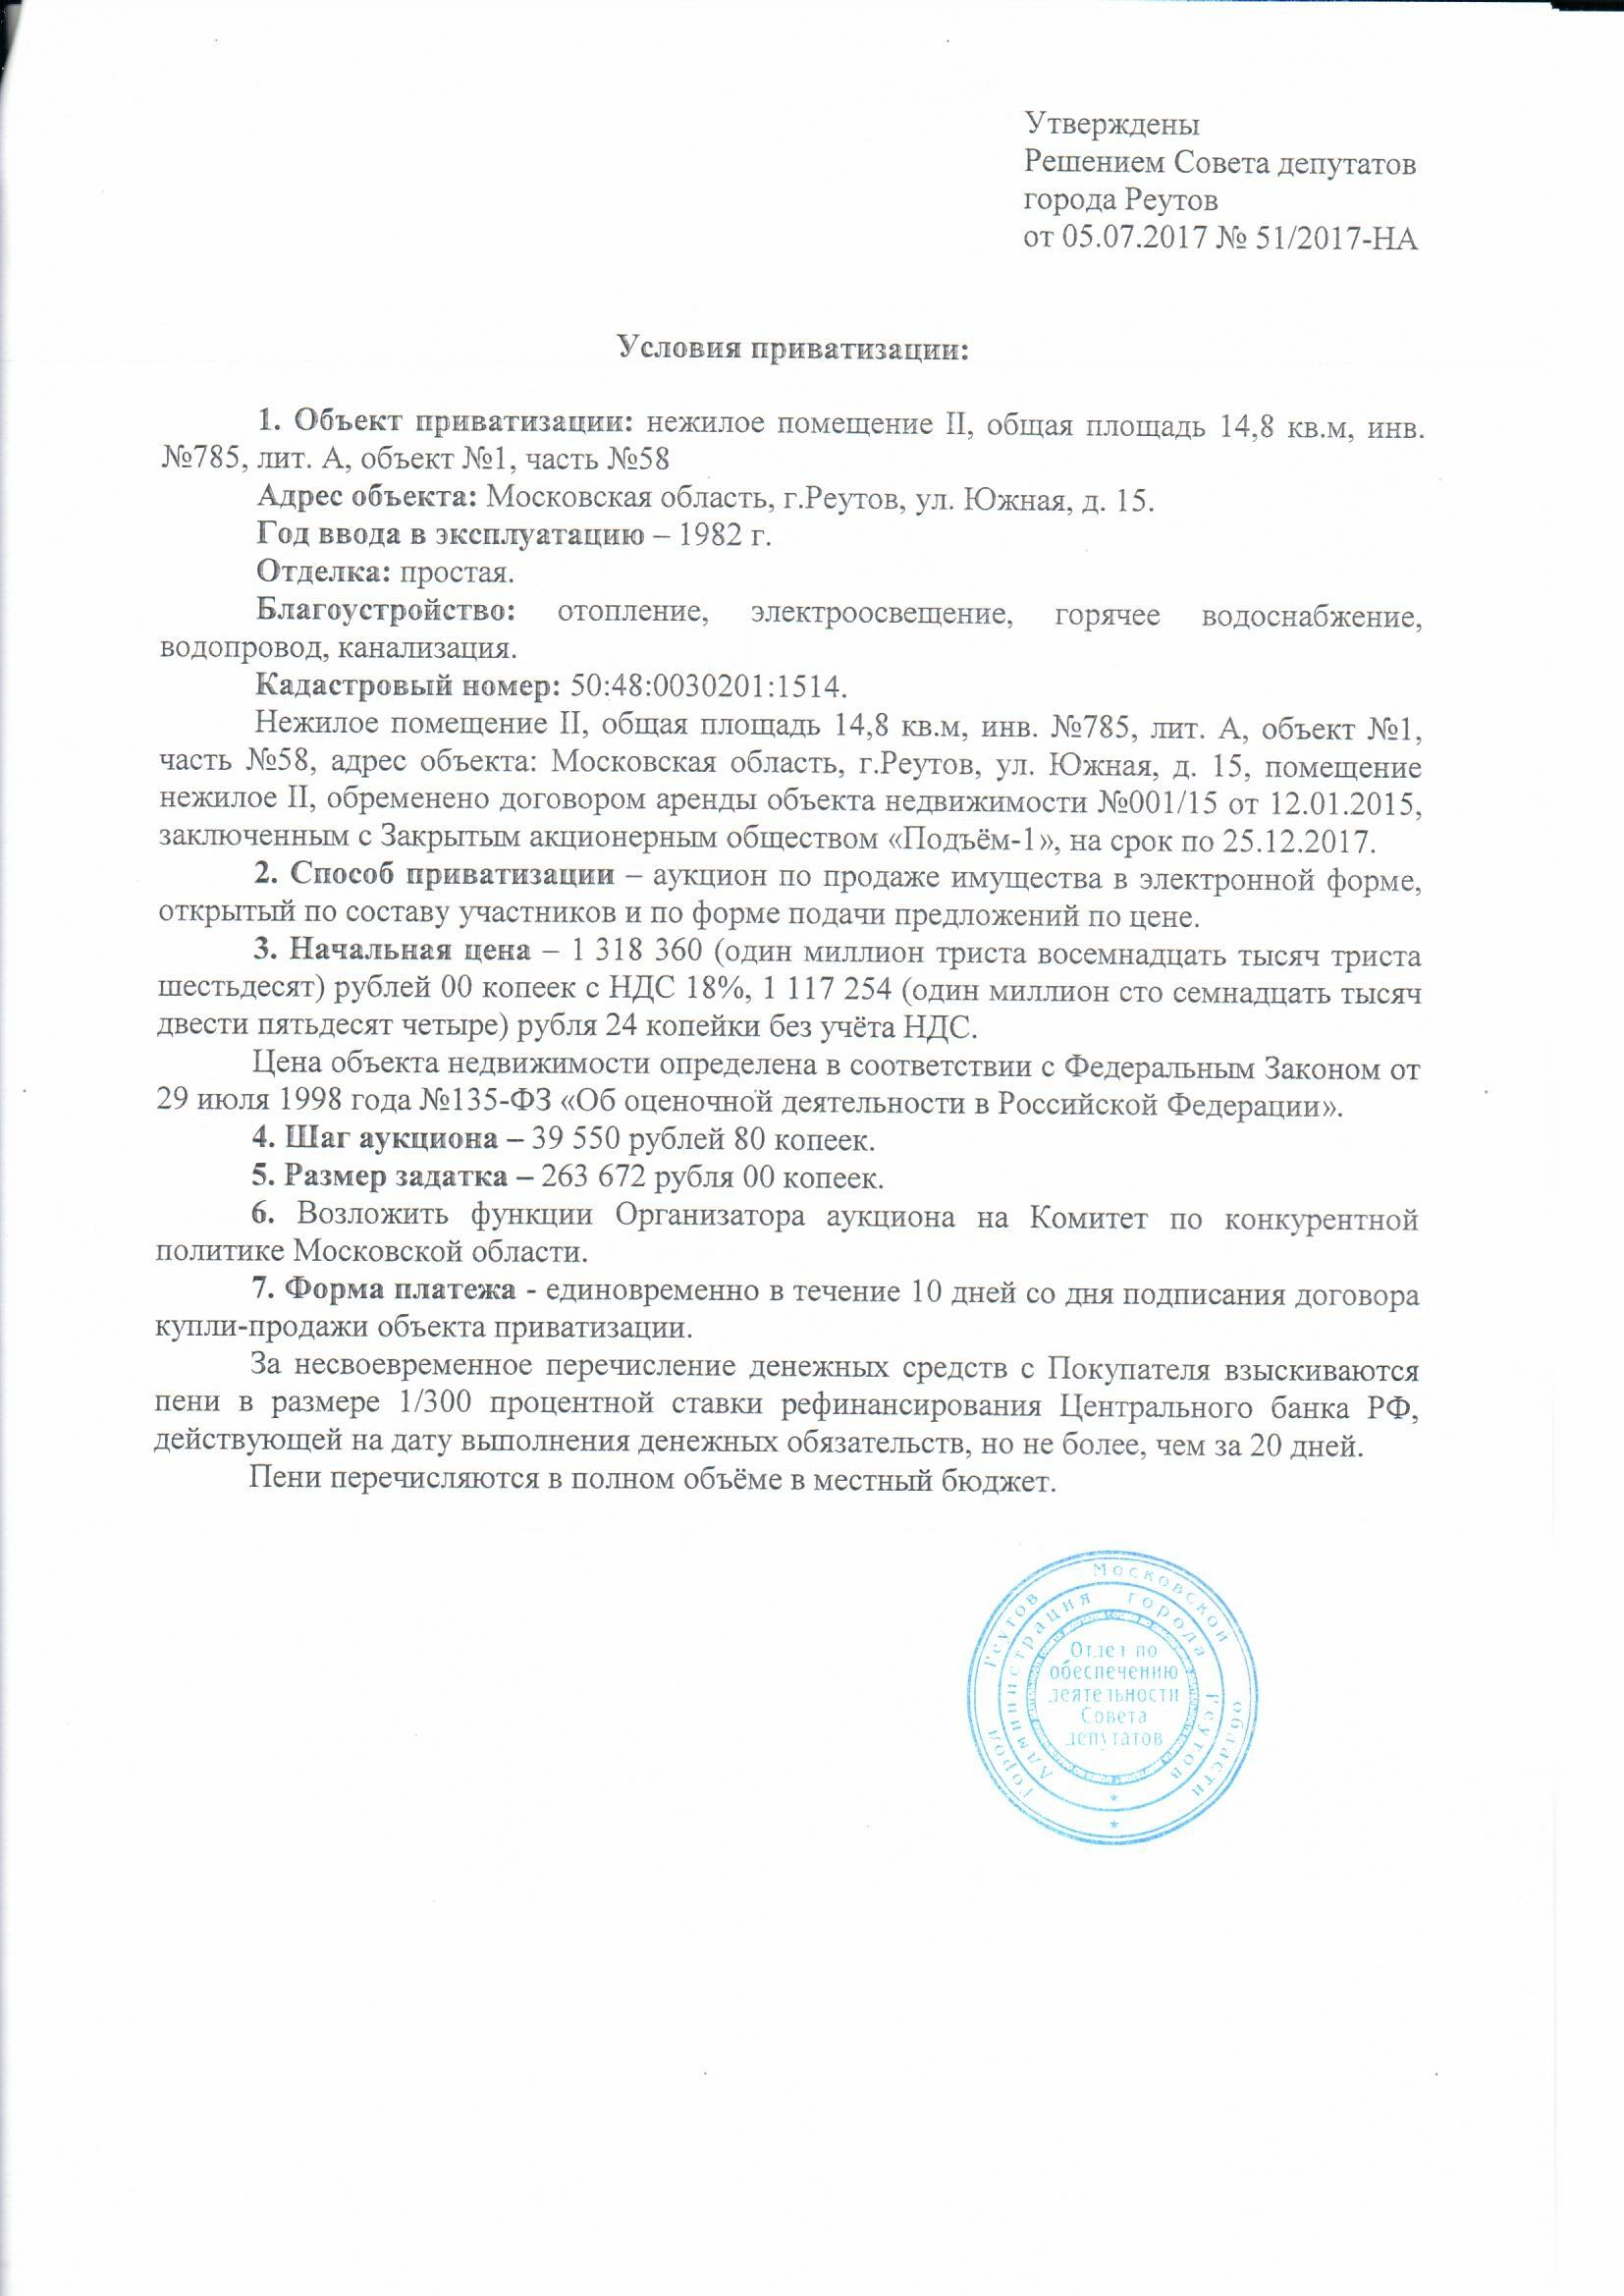 Утверждены
Решением Совета депутатов
города Реутов
от 05.07.2017 № 51/2017-НА
Условия приватизации:
1. Объект приватизации: нежилое помещение II, общая площадь 14,8 кв.м, инв.
№785, лит. А, объект №1, часть №58
Адрес объекта: Московская область, г.Реутов, ул. Южная, д. 15.
Год ввода в эксплуатацию – 1982 г.
Отделка: простая.
Благоустройство: отопление, электроосвещение, горячее водоснабжение,
водопровод, канализация.
Кадастровый номер: 50:48:0030201:1514.
Нежилое помещение II, общая площадь 14,8 кв.м, инв. №785, лит. А, объект №1,
часть №58, адрес объекта: Московская область, г.Реутов, ул. Южная, д. 15, помещение
нежилое II, обременено договором аренды объекта недвижимости №001/15 от 12.01.2015,
заключенным с Закрытым акционерным обществом «Подъём-1», на срок по 25.12.2017.
2. Способ приватизации – аукцион по продаже имущества в электронной форме,
открытый по составу участников и по форме подачи предложений по цене.
3. Начальная цена – 1 318 360 (один миллион триста восемнадцать тысяч триста
шестьдесят) рублей 00 копеек с НДС 18%, 1 117 254 (один миллион сто семнадцать тысяч
двести пятьдесят четыре) рубля 24 копейки без учёта НДС.
Цена объекта недвижимости определена в соответствии с Федеральным Законом от
29 июля 1998 года №135-ФЗ «Об оценочной деятельности в Российской Федерации».
4. Шаг аукциона – 39 550 рублей 80 копеек.
5. Размер задатка – 263 672 рубля 00 копеек.
6. Возложить функции Организатора аукциона на Комитет по конкурентной
политике Московской области.
7. Форма платежа - единовременно в течение 10 дней со дня подписания договора
купли-продажи объекта приватизации.
За несвоевременное перечисление денежных средств с Покупателя взыскиваются
пени в размере 1/300 процентной ставки рефинансирования Центрального банка РФ,
действующей на дату выполнения денежных обязательств, но не более, чем за 20 дней.
Пени перечисляются в полном объёме в местный бюджет.
Город Реутов Московской области *
Администрация города Реутов *
Отдел по
обеспечению
деятельности
Совета
депутатов